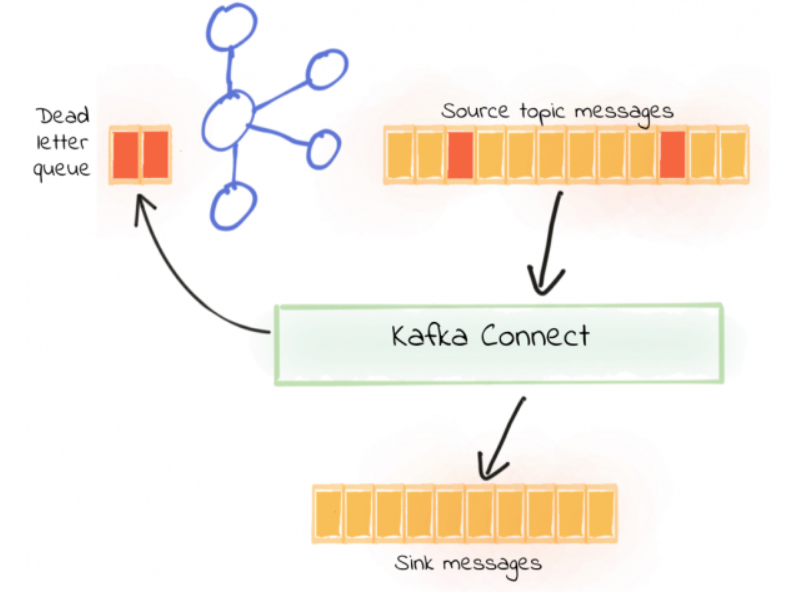 Dead
letter
queue
Source topic messages
Kafka Connect
Sink messages